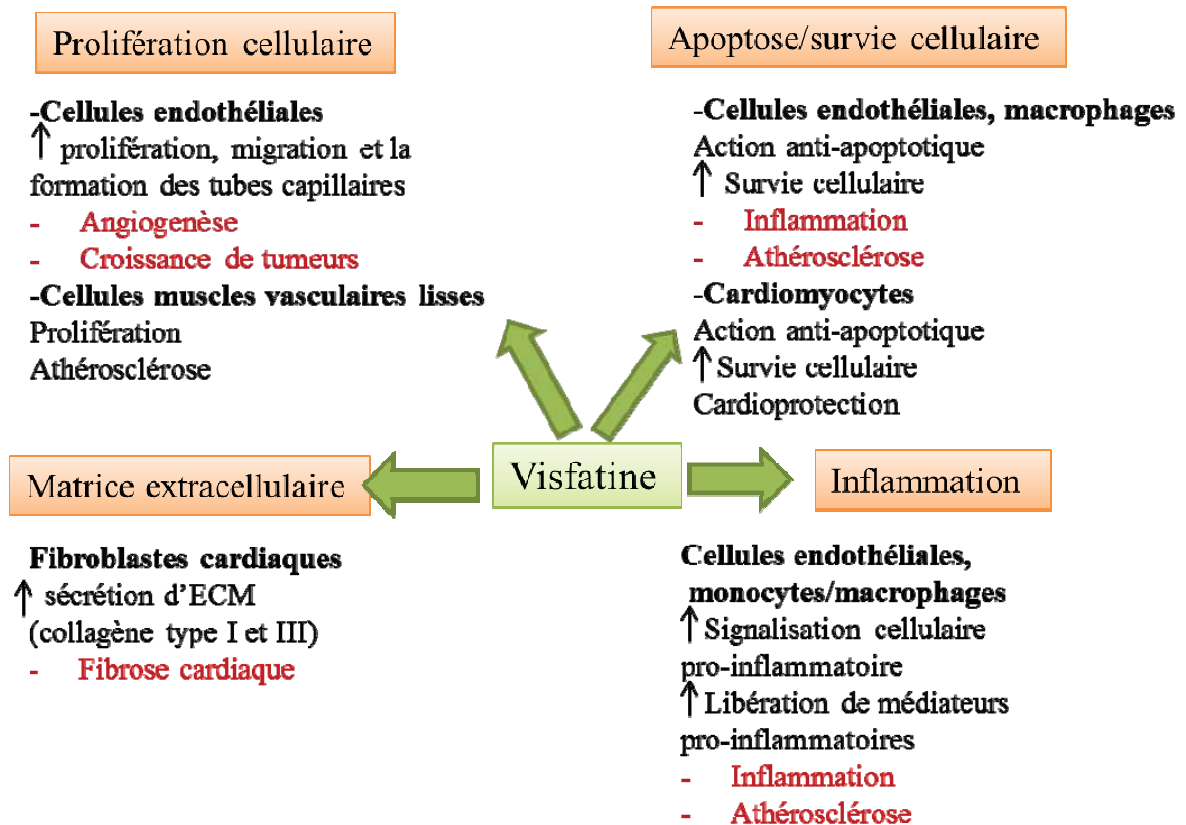 Prolifération cellulaire
-Cellules endothéliales
↑ prolifération, migration et la
formation des tubes capillaires
- Angiogenèse
- Croissance de tumeurs
-Cellules muscles vasculaires lisses
Prolifération
Athérosclérose
Apoptose/survie cellulaire
-Cellules endothéliales, macrophages
Action anti-apoptotique
↑ Survie cellulaire
- Inflammation
- Athérosclérose
-Cardiomyocytes
Action anti-apoptotique
↑ Survie cellulaire
Cardioprotection
Visfatine
Matrice extracellulaire
Fibroblastes cardiaques
↑ sécrétion d’ECM
(collagène type I et III)
- Fibrose cardiaque
Inflammation
Cellules endothéliales,
monocytes/macrophages
↑ Signalisation cellulaire
pro-inflammatoire
↑ Libération de médiateurs
pro-inflammatoires
- Inflammation
- Athérosclérose